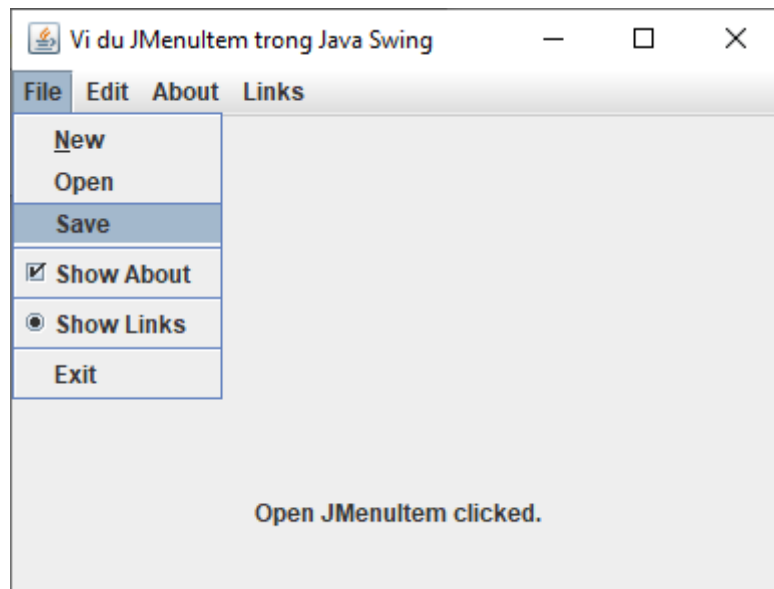 Vi du JMenuItem trong Java Swing
File Edit About Links
New
Open
Save
Show About
Show Links
Exit
Open JMenuItem clicked.